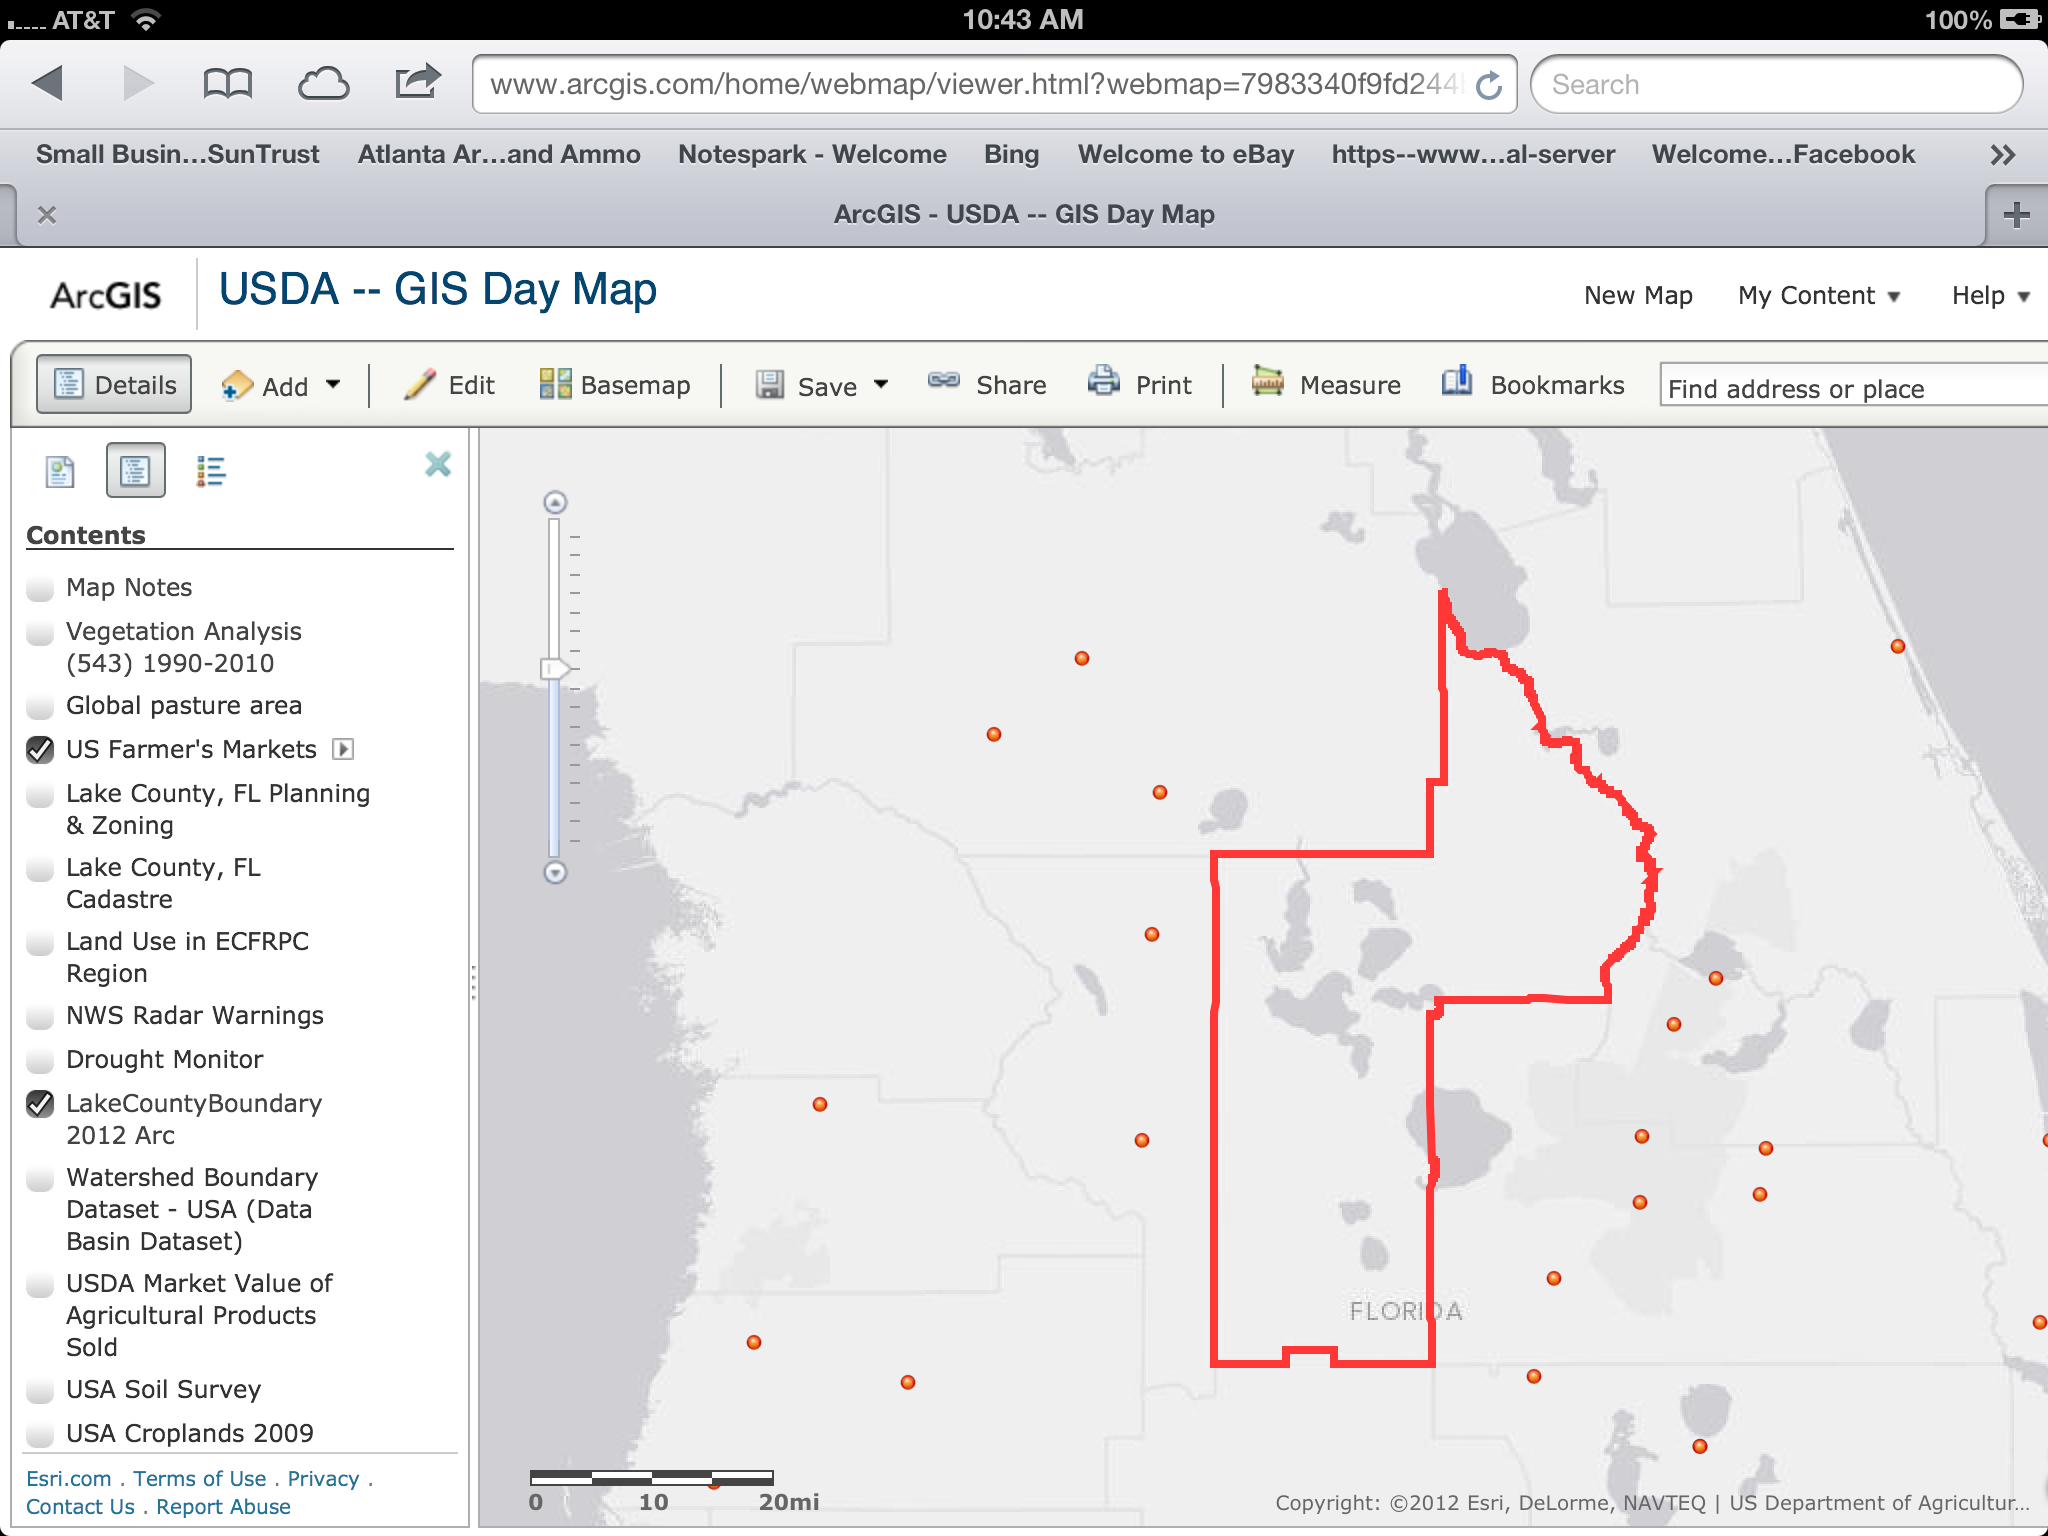 AT&T 10:43 AM 100%
www.arcgis.com/home/webmap/viewer.html?webmap=7983340f9fd244 Search
Small Busin...SunTrust Atlanta Ar...and Ammo Notespark - Welcome Bing Welcome to eBay https--www...al-server Welcome...Facebook
ArcGIS - USDA -- GIS Day Map
ArcGIS USDA -- GIS Day Map New Map My Content Help
Details Add Edit Basemap Save Share Print Measure Bookmarks Find address or place
Contents
Map Notes
Vegetation Analysis
(543) 1990-2010
Global pasture area
US Farmer's Markets
Lake County, FL Planning
& Zoning
Lake County, FL
Cadastre
Land Use in ECFRPC
Region
NWS Radar Warnings
Drought Monitor
LakeCountyBoundary
2012 Arc
Watershed Boundary
Dataset - USA (Data
Basin Dataset)
USDA Market Value of
Agricultural Products
Sold
USA Soil Survey
USA Croplands 2009
Esri.com . Terms of Use . Privacy .
Contact Us . Report Abuse
FLORIDA
0 10 20mi
Copyright: ©2012 Esri, DeLorme, NAVTEQ | US Department of Agricultur...